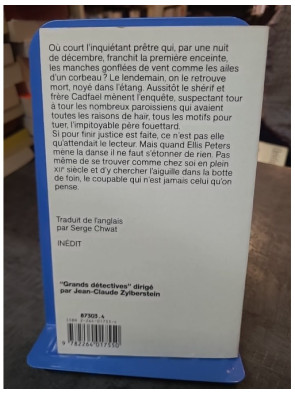 Où court l'inquiétant prêtre qui, par une nuit
de décembre, franchit la première enceinte,
les manches gonflées de vent comme les ailes
d'un corbeau ? Le lendemain, on le retrouve
mort, noyé dans l'étang. Aussitôt le shérif et
frère Cadfael mènent l'enquête, suspectant tour
à tour les nombreux paroissiens qui avaient
toutes les raisons de haïr, tous les motifs pour
tuer, l'impitoyable père fouettard.
Si pour finir justice est faite, ce n'est pas elle
qu'attendait le lecteur. Mais quand Ellis Peters
mène la danse il ne faut s'étonner de rien. Pas
même de se trouver comme chez soi en plein
XIIe siècle et d'y chercher l'aiguille dans la botte
de foin, le coupable qui n'est jamais celui qu'on
pense.
Traduit de l'anglais
par Serge Chwat
INÉDIT
"Grands détectives" dirigé
par Jean-Claude Zylberstein
87303.4
9 782264 017550